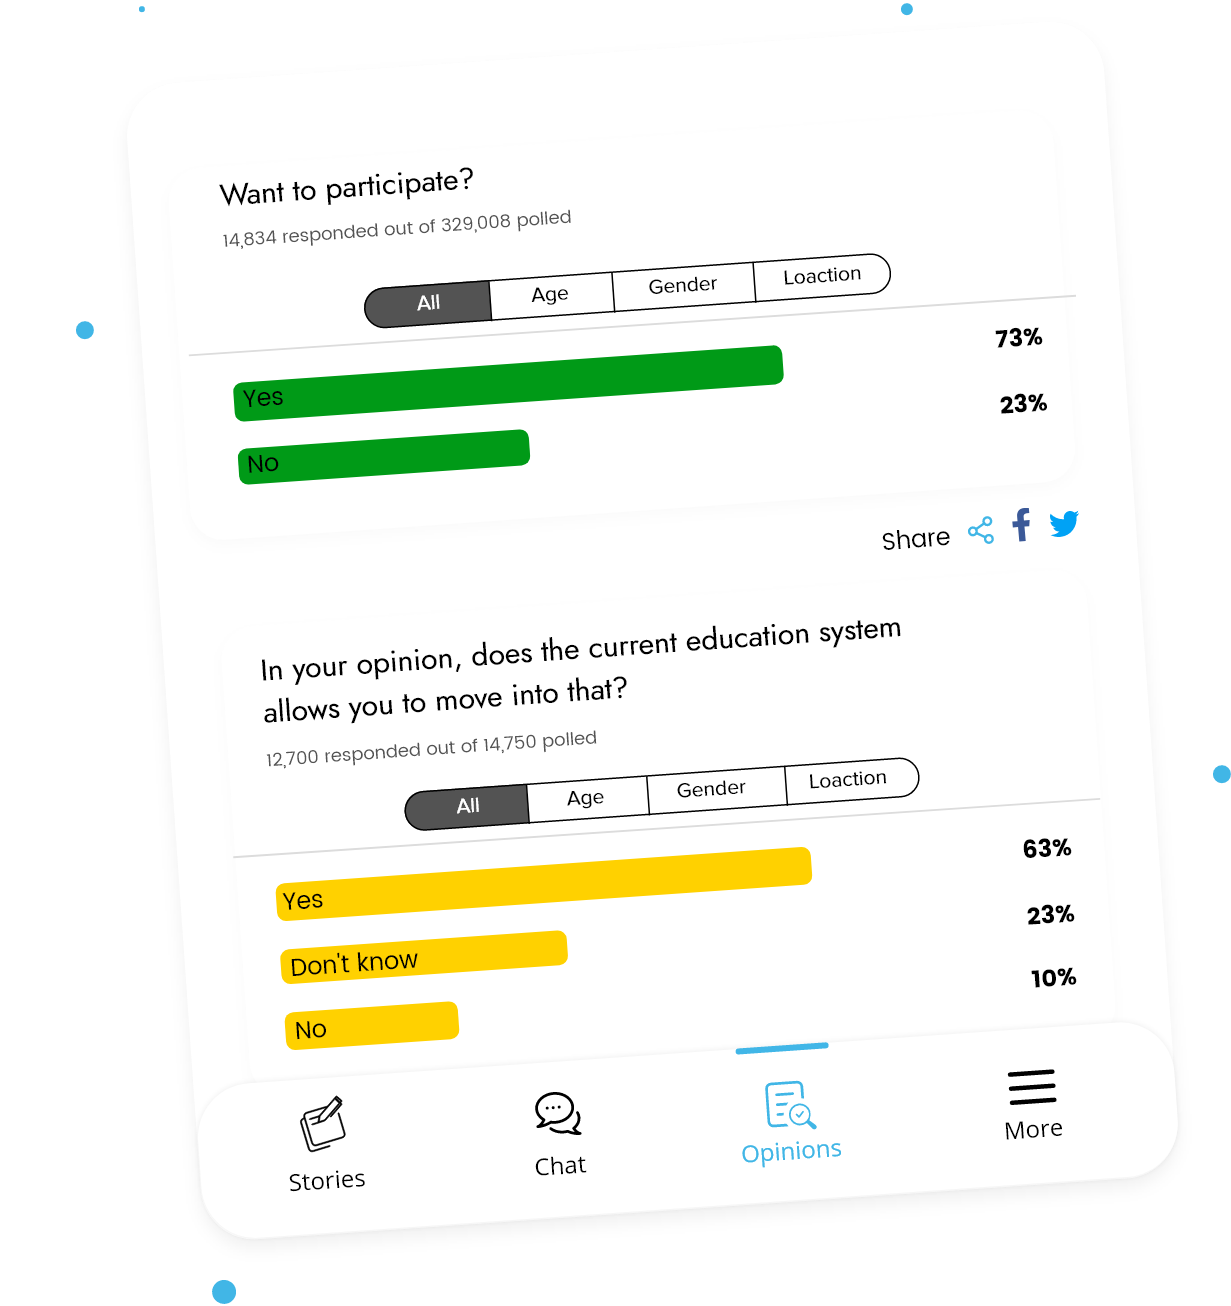 Want to participate?
14,834 responded out of 329,008 polled
All Age Gender Loaction
Yes 73%
No 23%
Share
In your opinion, does the current education system
allows you to move into that?
12,700 responded out of 14,750 polled
All Age Gender Loaction
Yes 63%
Don't know 23%
No 10%
Stories Chat Opinions More